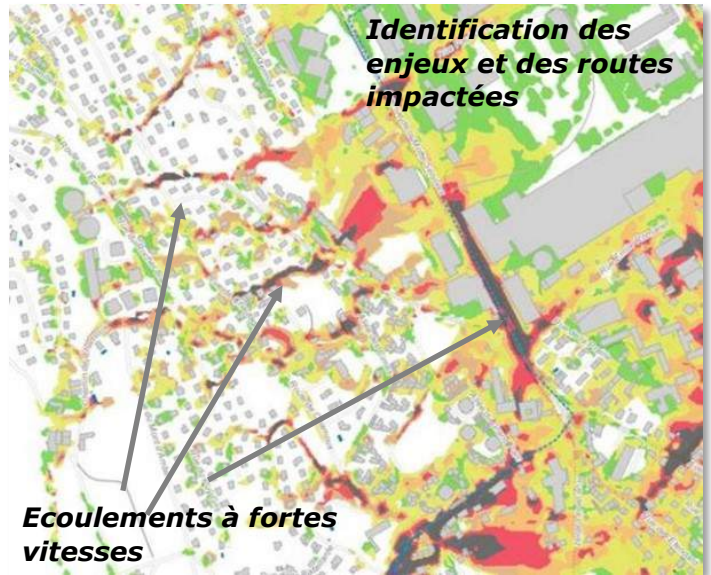 Identification des
enjeux et des routes
impactées
Ecoulements à fortes
vitesses